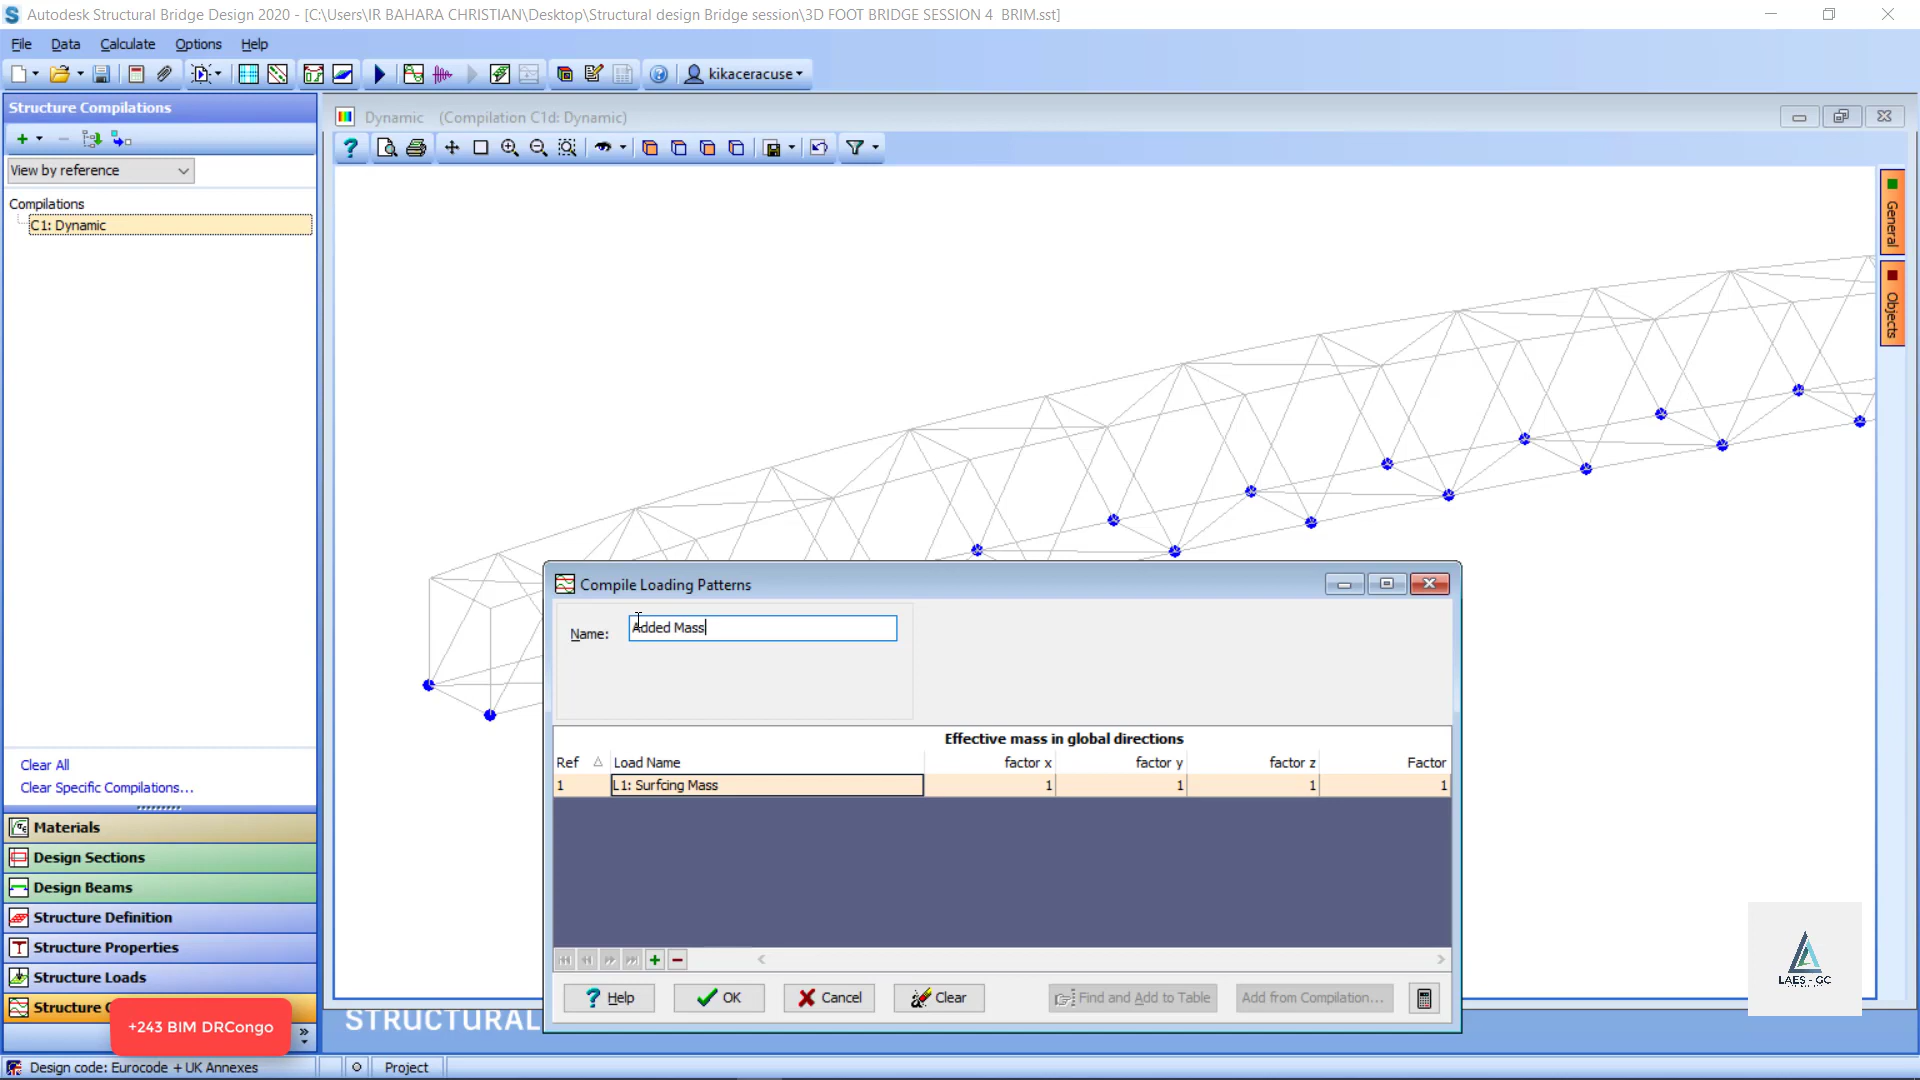 Autodesk Structural Bridge Design 2020 - [C:\Users\IR BAHARA CHRISTIAN\Desktop\Structural design Bridge session\3D FOOT BRIDGE SESSION 4 BRIM.sst]
File Data Calculate Options Help
kikaceracuse
Structure Compilations
Dynamic (Compilation C1d: Dynamic)
View by reference
Compilations
C1: Dynamic
General
Objects
Compile Loading Patterns
Name: Added Mass
Effective mass in global directions
Ref Load Name factor x factor y factor z Factor
1 L1: Surfcing Mass 1 1 1 1
Clear All
Clear Specific Compilations...
Materials
Design Sections
Design Beams
Structure Definition
Structure Properties
Structure Loads
Structure C
Help OK Cancel Clear Find and Add to Table Add from Compilation...
+243 BIM DRCongo
STRUCTURAL
LAES - GC
Design code: Eurocode + UK Annexes Project